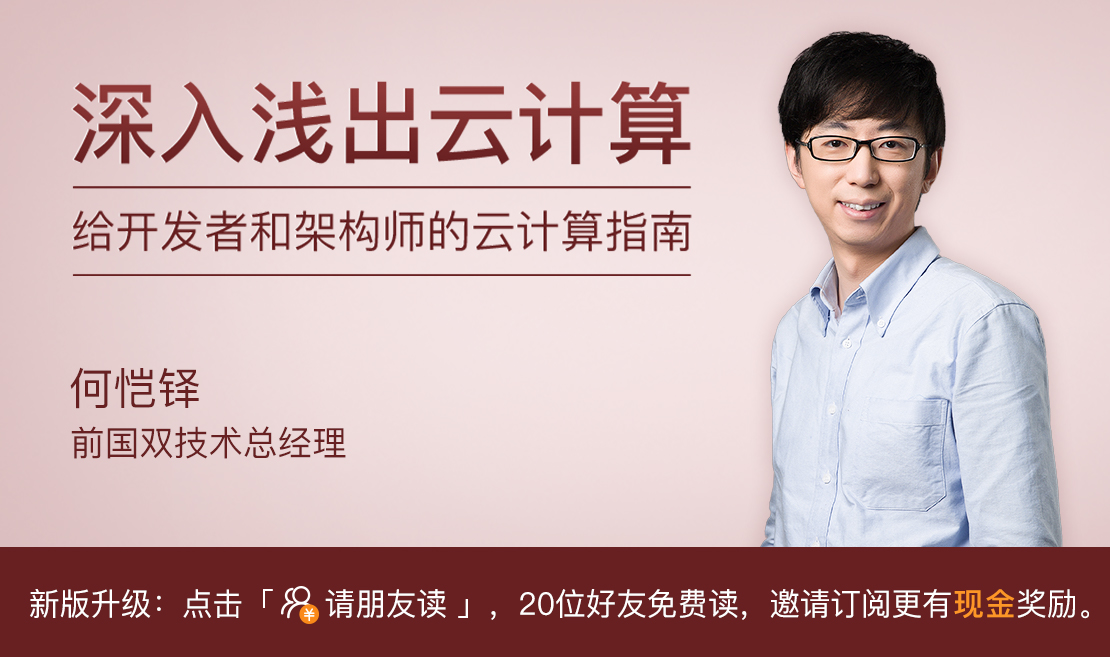 深入浅出云计算
给开发者和架构师的云计算指南
何恺铎
前国双技术总经理
新版升级：点击「 ¥ 请朋友读 」，20位好友免费读，邀请订阅更有现金奖励。